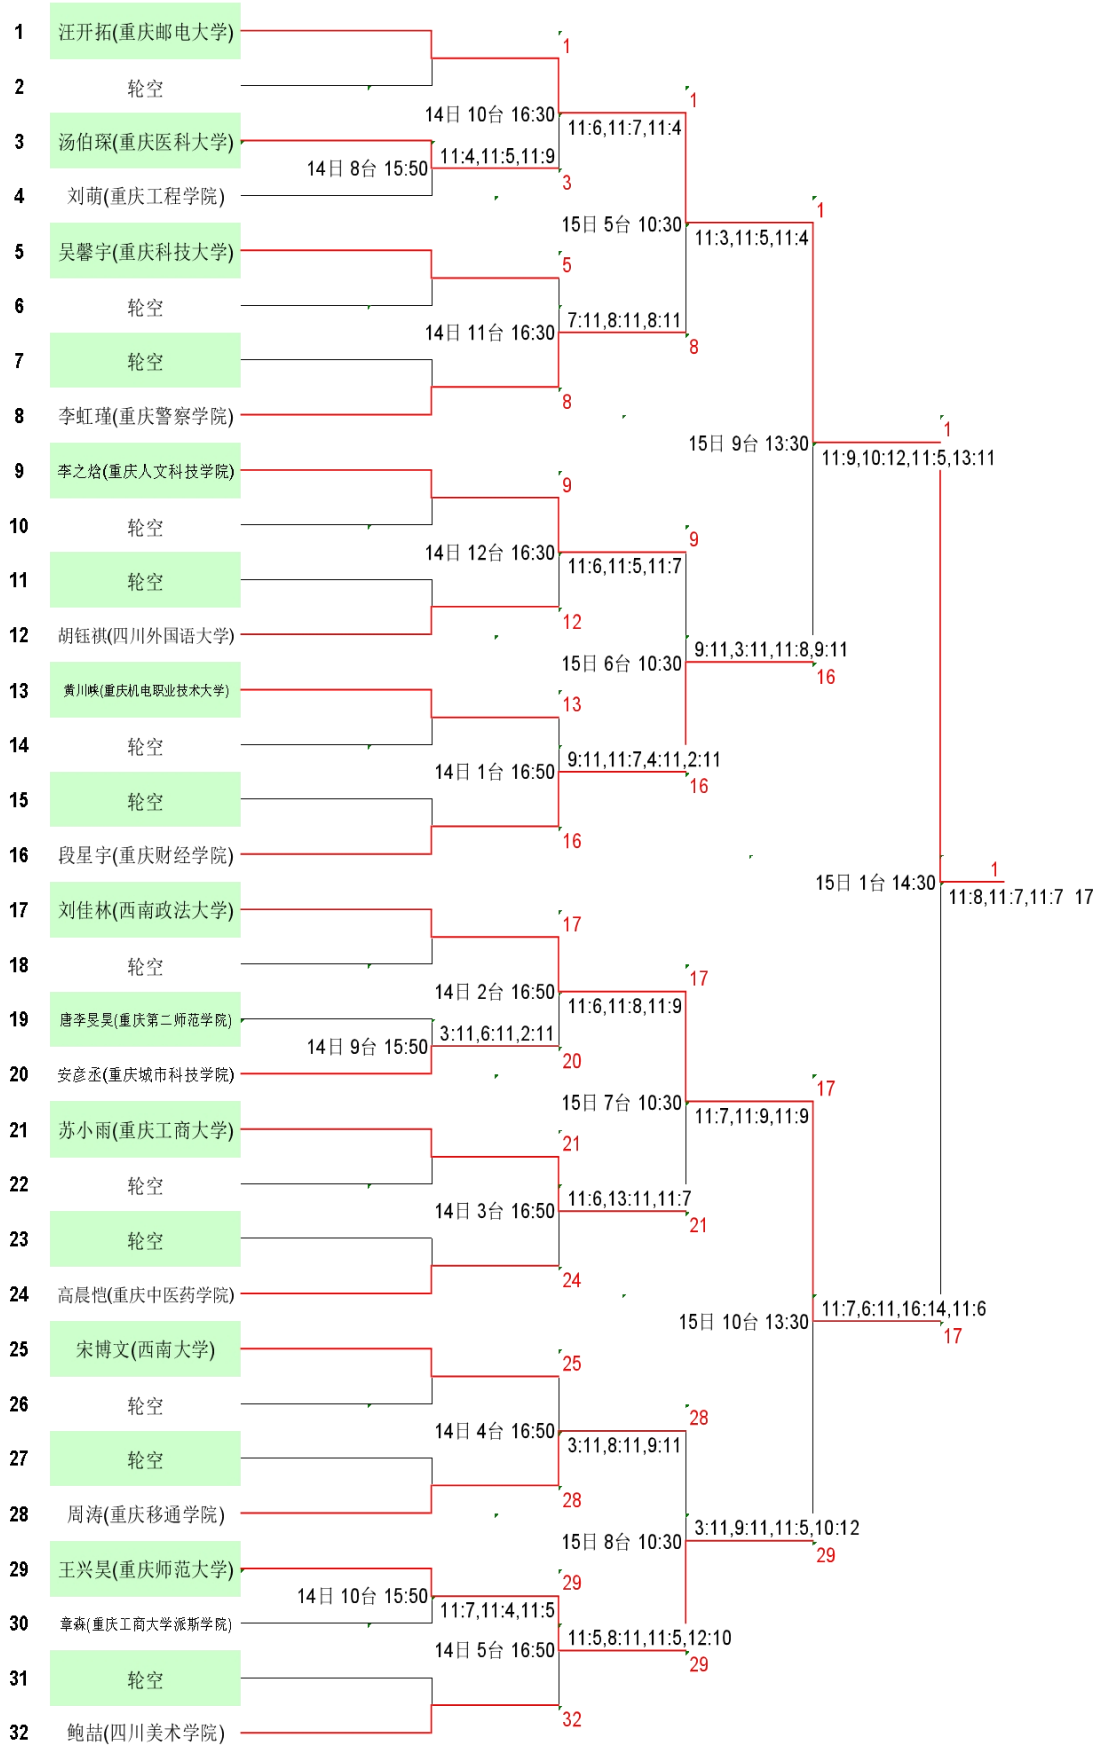 1 汪开拓(重庆邮电大学)
1
2 轮空
14日 10台 16:30
1
11:6,11:7,11:4
3 汤伯琛(重庆医科大学)
14日 8台 15:50
11:4,11:5,11:9
3
4 刘萌(重庆工程学院)
1
15日 5台 10:30
11:3,11:5,11:4
5 吴馨宇(重庆科技大学)
5
6 轮空
14日 11台 16:30
7:11,8:11,8:11
8
7 轮空
8
8 李虹瑾(重庆警察学院)
1
15日 9台 13:30
11:9,10:12,11:5,13:11
9 李之焓(重庆人文科技学院)
9
10 轮空
14日 12台 16:30
9
11:6,11:5,11:7
11 轮空
12
12 胡钰祺(四川外国语大学)
15日 6台 10:30
9:11,3:11,11:8,9:11
16
13 黄川峡(重庆机电职业技术大学)
13
14 轮空
14日 1台 16:50
9:11,11:7,4:11,2:11
16
15 轮空
16
16 段星宇(重庆财经学院)
15日 1台 14:30
1
11:8,11:7,11:7 17
17 刘佳林(西南政法大学)
17
18 轮空
14日 2台 16:50
17
11:6,11:8,11:9
19 唐李旻昊(重庆第二师范学院)
14日 9台 15:50
3:11,6:11,2:11
20
20 安彦丞(重庆城市科技学院)
17
15日 7台 10:30
11:7,11:9,11:9
21 苏小雨(重庆工商大学)
21
22 轮空
14日 3台 16:50
11:6,13:11,11:7
21
23 轮空
24
24 高晨恺(重庆中医药学院)
15日 10台 13:30
11:7,6:11,16:14,11:6
17
25 宋博文(西南大学)
25
26 轮空
14日 4台 16:50
28
3:11,8:11,9:11
27 轮空
28
28 周涛(重庆移通学院)
15日 8台 10:30
3:11,9:11,11:5,10:12
29
29 王兴昊(重庆师范大学)
29
14日 10台 15:50
11:7,11:4,11:5
30 章森(重庆工商大学派斯学院)
14日 5台 16:50
11:5,8:11,11:5,12:10
29
31 轮空
32
32 鲍喆(四川美术学院)